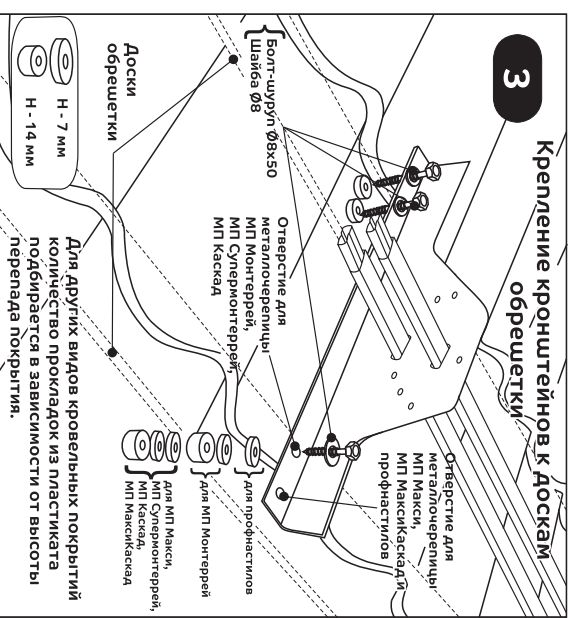 3
Крепление кронштейнов к доскам
обрешетки
Болт-шуруп Ø8х50
Шайба Ø8
Доски
обрешетки
Н - 7 мм
Н - 14 мм
Отверстие для
металлочерепицы
МП Монтеррей,
МП Супермонтеррей,
МП Каскад
Отверстие для
металлочерепицы
МП Макси,
МП МаксиКаскад и
профнастилов
для профнастилов
для МП Монтеррей
для МП Макси,
МП Супермонтеррей,
МП Каскад,
МП МаксиКаскад
Для других видов кровельных покрытий
количество прокладок из пластиката
подбирается в зависимости от высоты
перепада покрытия.